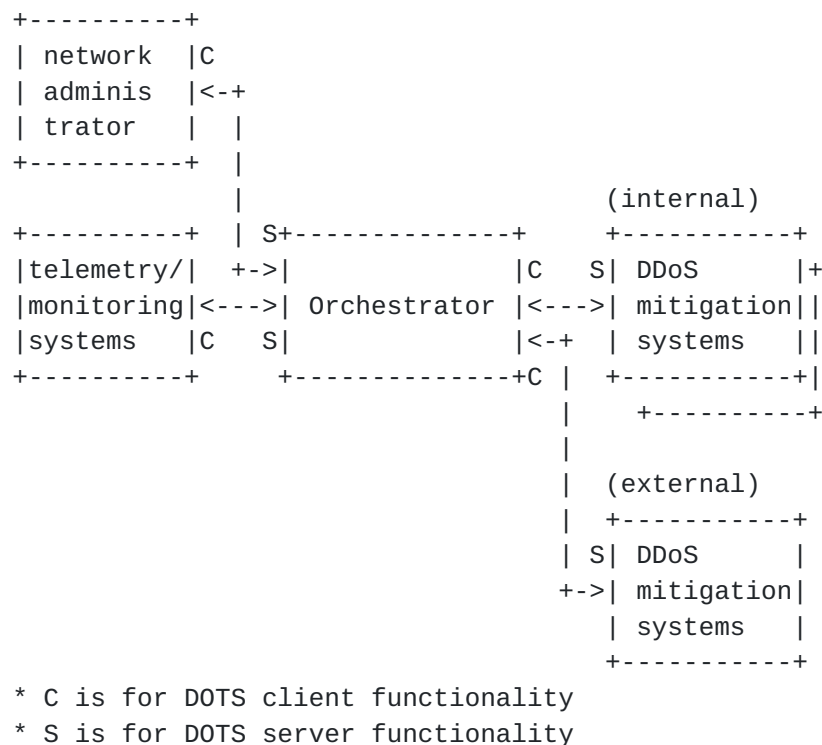 +----------+
| network  |C
| adminis  |<-+
| trator   |  |
+----------+  |
              |                       (internal)
+----------+  | S+--------------+     +-----------+
|telemetry/|  +->|              |C   S| DDoS      |+
|monitoring|<--->| Orchestrator |<--->| mitigation||
|systems   |C   S|              |<-+  | systems   ||
+----------+     +--------------+C |  +-----------+|
                                   |    +----------+
                                   |
                                   |  (external)
                                   |  +-----------+
                                   | S| DDoS      |
                                   +->| mitigation|
                                      | systems   |
                                      +-----------+
* C is for DOTS client functionality
* S is for DOTS server functionality